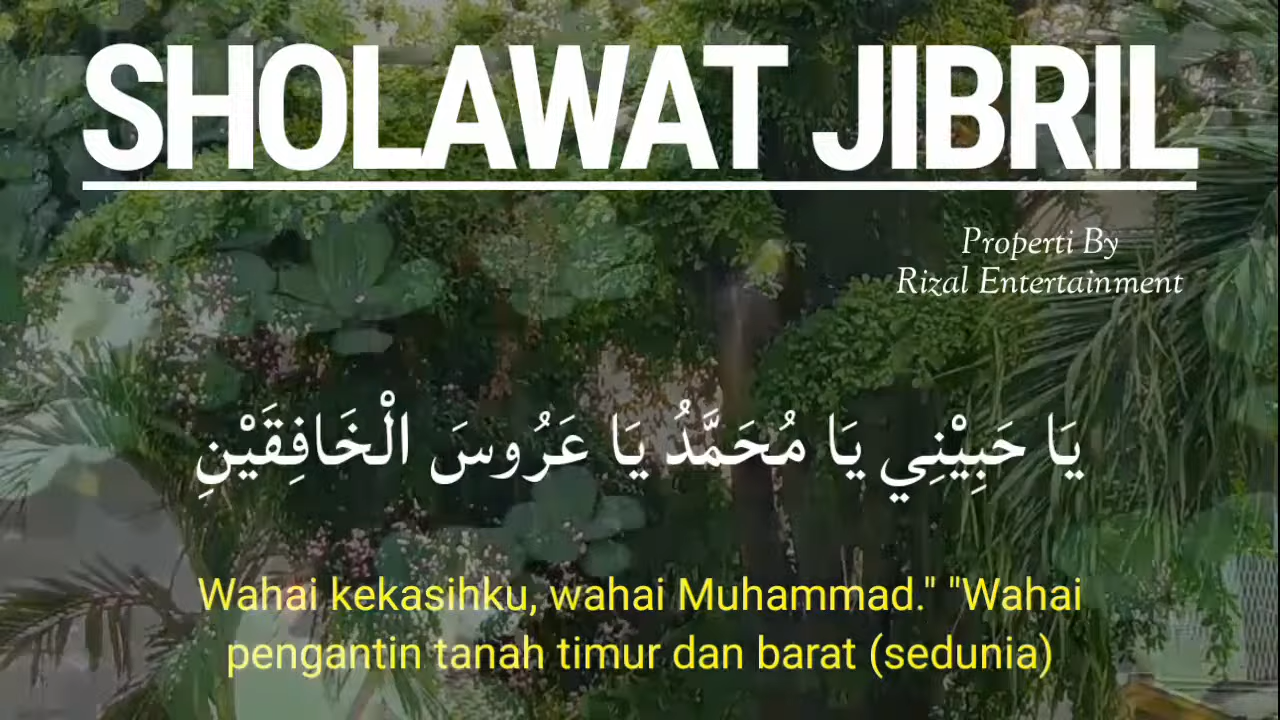 SHOLAWAT JIBRIL
Properti By
Rizal Entertainment
يَا حَبِيْنِي يَا مُحَمَّدُ يَا عَرُوسَ الْخَافِقَيْنِ
Wahai kekasihku, wahai Muhammad." "Wahai
pengantin tanah timur dan barat (sedunia)